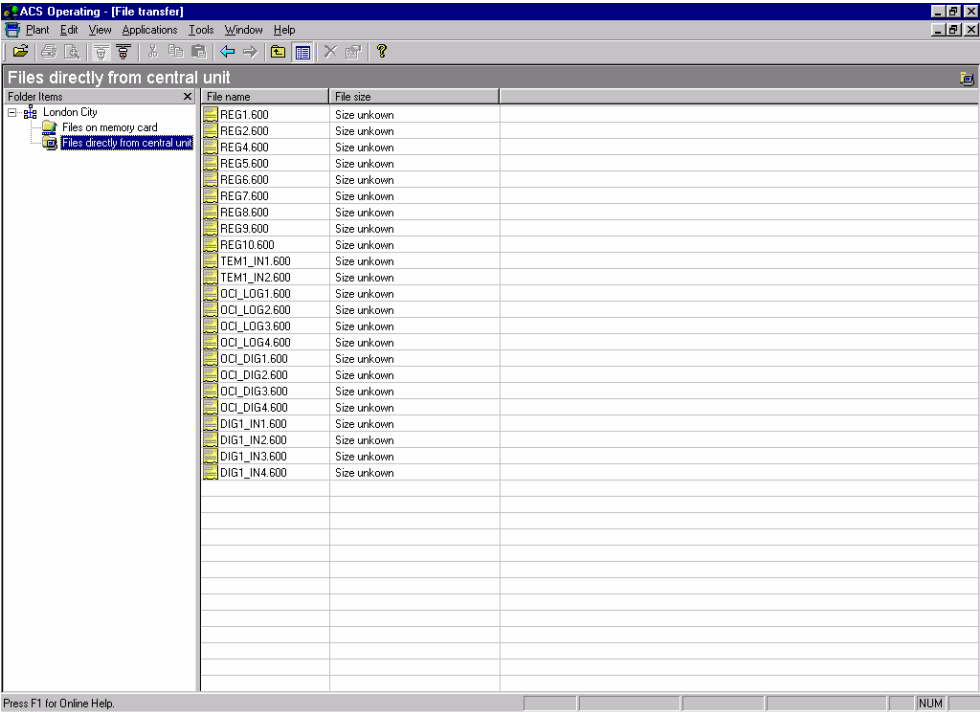 ACS Operating - [File transfer]
Plant Edit View Applications Tools Window Help
Files directly from central unit
Folder Items
London City
Files on memory card
Files directly from central unit
File name File size
REG1.600 Size unkown
REG2.600 Size unkown
REG4.600 Size unkown
REG5.600 Size unkown
REG6.600 Size unkown
REG7.600 Size unkown
REG8.600 Size unkown
REG9.600 Size unkown
REG10.600 Size unkown
TEM1_IN1.600 Size unkown
TEM1_IN2.600 Size unkown
OCI_LOG1.600 Size unkown
OCI_LOG2.600 Size unkown
OCI_LOG3.600 Size unkown
OCI_LOG4.600 Size unkown
OCI_DIG1.600 Size unkown
OCI_DIG2.600 Size unkown
OCI_DIG3.600 Size unkown
OCI_DIG4.600 Size unkown
DIG1_IN1.600 Size unkown
DIG1_IN2.600 Size unkown
DIG1_IN3.600 Size unkown
DIG1_IN4.600 Size unkown
Press F1 for Online Help. NUM